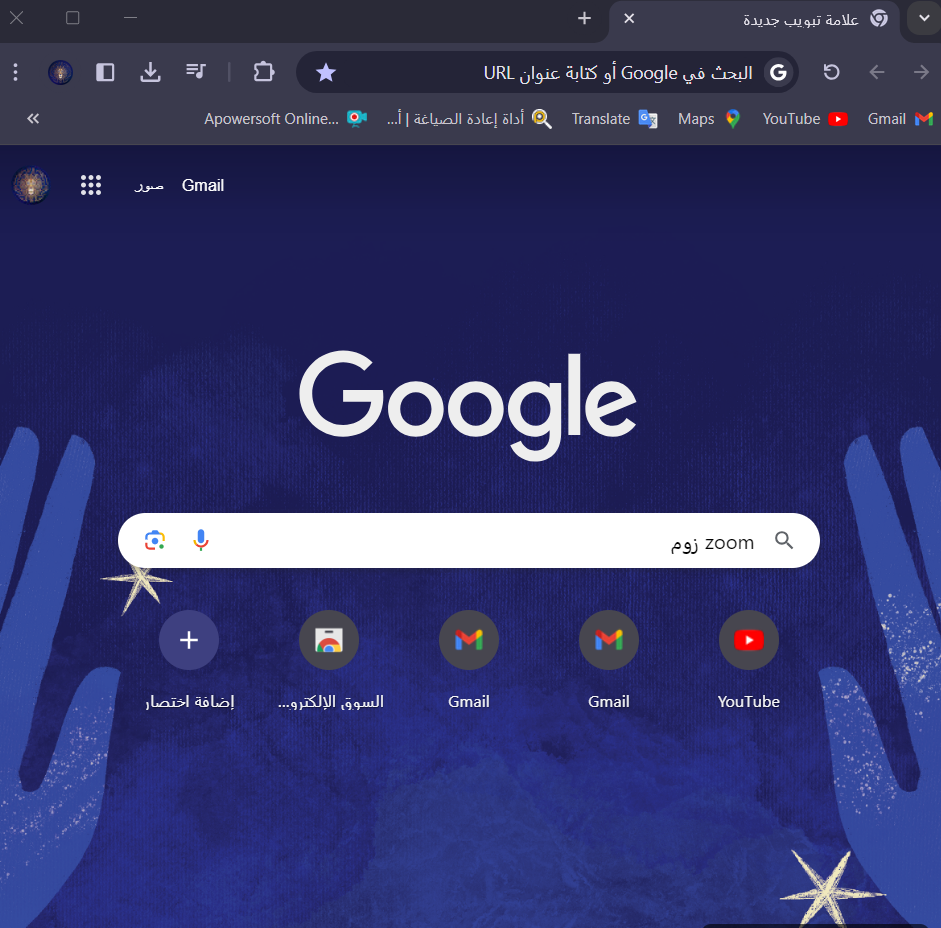 علامة تبويب جديدة
البحث في Google أو كتابة عنوان URL
Gmail
YouTube
Maps
Translate
أداة إعادة الصياغة | أ...
Apowersoft Online...
Gmail
صور
Google
zoom زوم
YouTube
Gmail
Gmail
السوق الإلكترو...
إضافة اختصار